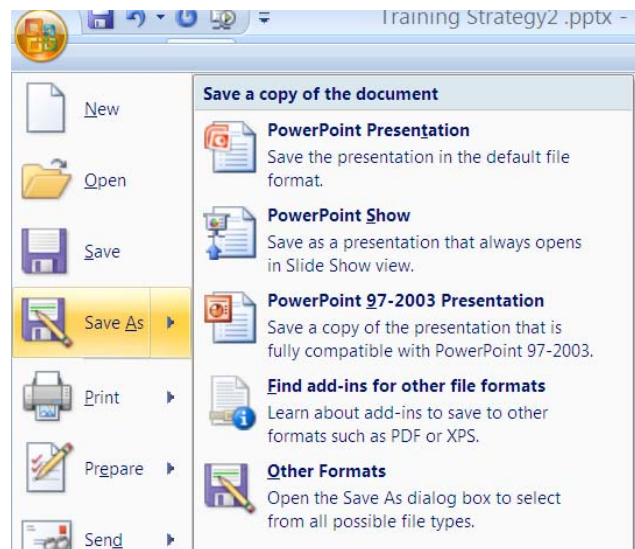 Training Strategy2 .pptx -
New
Open
Save
Save As
Print
Prepare
Send
Save a copy of the document
PowerPoint Presentation
Save the presentation in the default file
format.
PowerPoint Show
Save as a presentation that always opens
in Slide Show view.
PowerPoint 97-2003 Presentation
Save a copy of the presentation that is
fully compatible with PowerPoint 97-2003.
Find add-ins for other file formats
Learn about add-ins to save to other
formats such as PDF or XPS.
Other Formats
Open the Save As dialog box to select
from all possible file types.